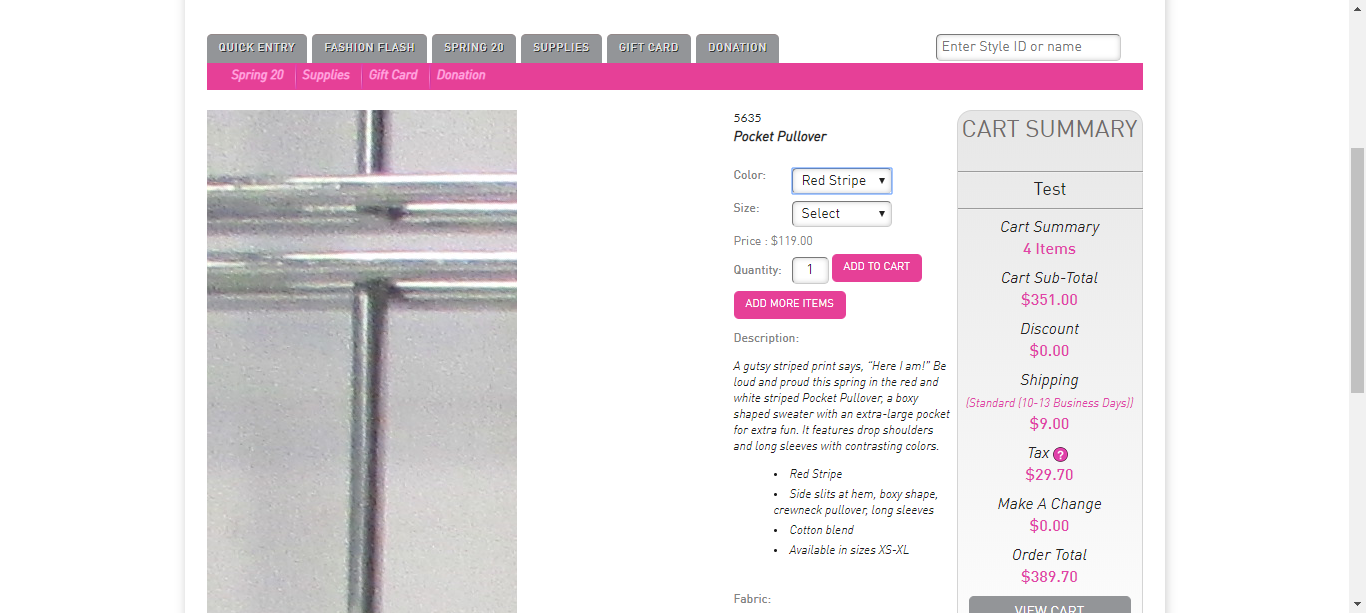 QUICK ENTRY
FASHION FLASH
SPRING 20
SUPPLIES
GIFT CARD
DONATION
Enter Style ID or name
Spring 20
Supplies
Gift Card
Donation
5635
Pocket Pullover
Color:
Red Stripe
Size:
Select
Price : $119.00
Quantity:
1
ADD TO CART
ADD MORE ITEMS
Description:
A gutsy striped print says, "Here I am!" Be
loud and proud this spring in the red and
white striped Pocket Pullover, a boxy
shaped sweater with an extra-large pocket
for extra fun. It features drop shoulders
and long sleeves with contrasting colors.
• Red Stripe
• Side slits at hem, boxy shape,
crewneck pullover, long sleeves
• Cotton blend
• Available in sizes XS-XL
Fabric:
CART SUMMARY
Test
Cart Summary
4 Items
Cart Sub-Total
$351.00
Discount
$0.00
Shipping
(Standard (10-13 Business Days))
$9.00
Tax ?
$29.70
Make A Change
$0.00
Order Total
$389.70
VIEW CART